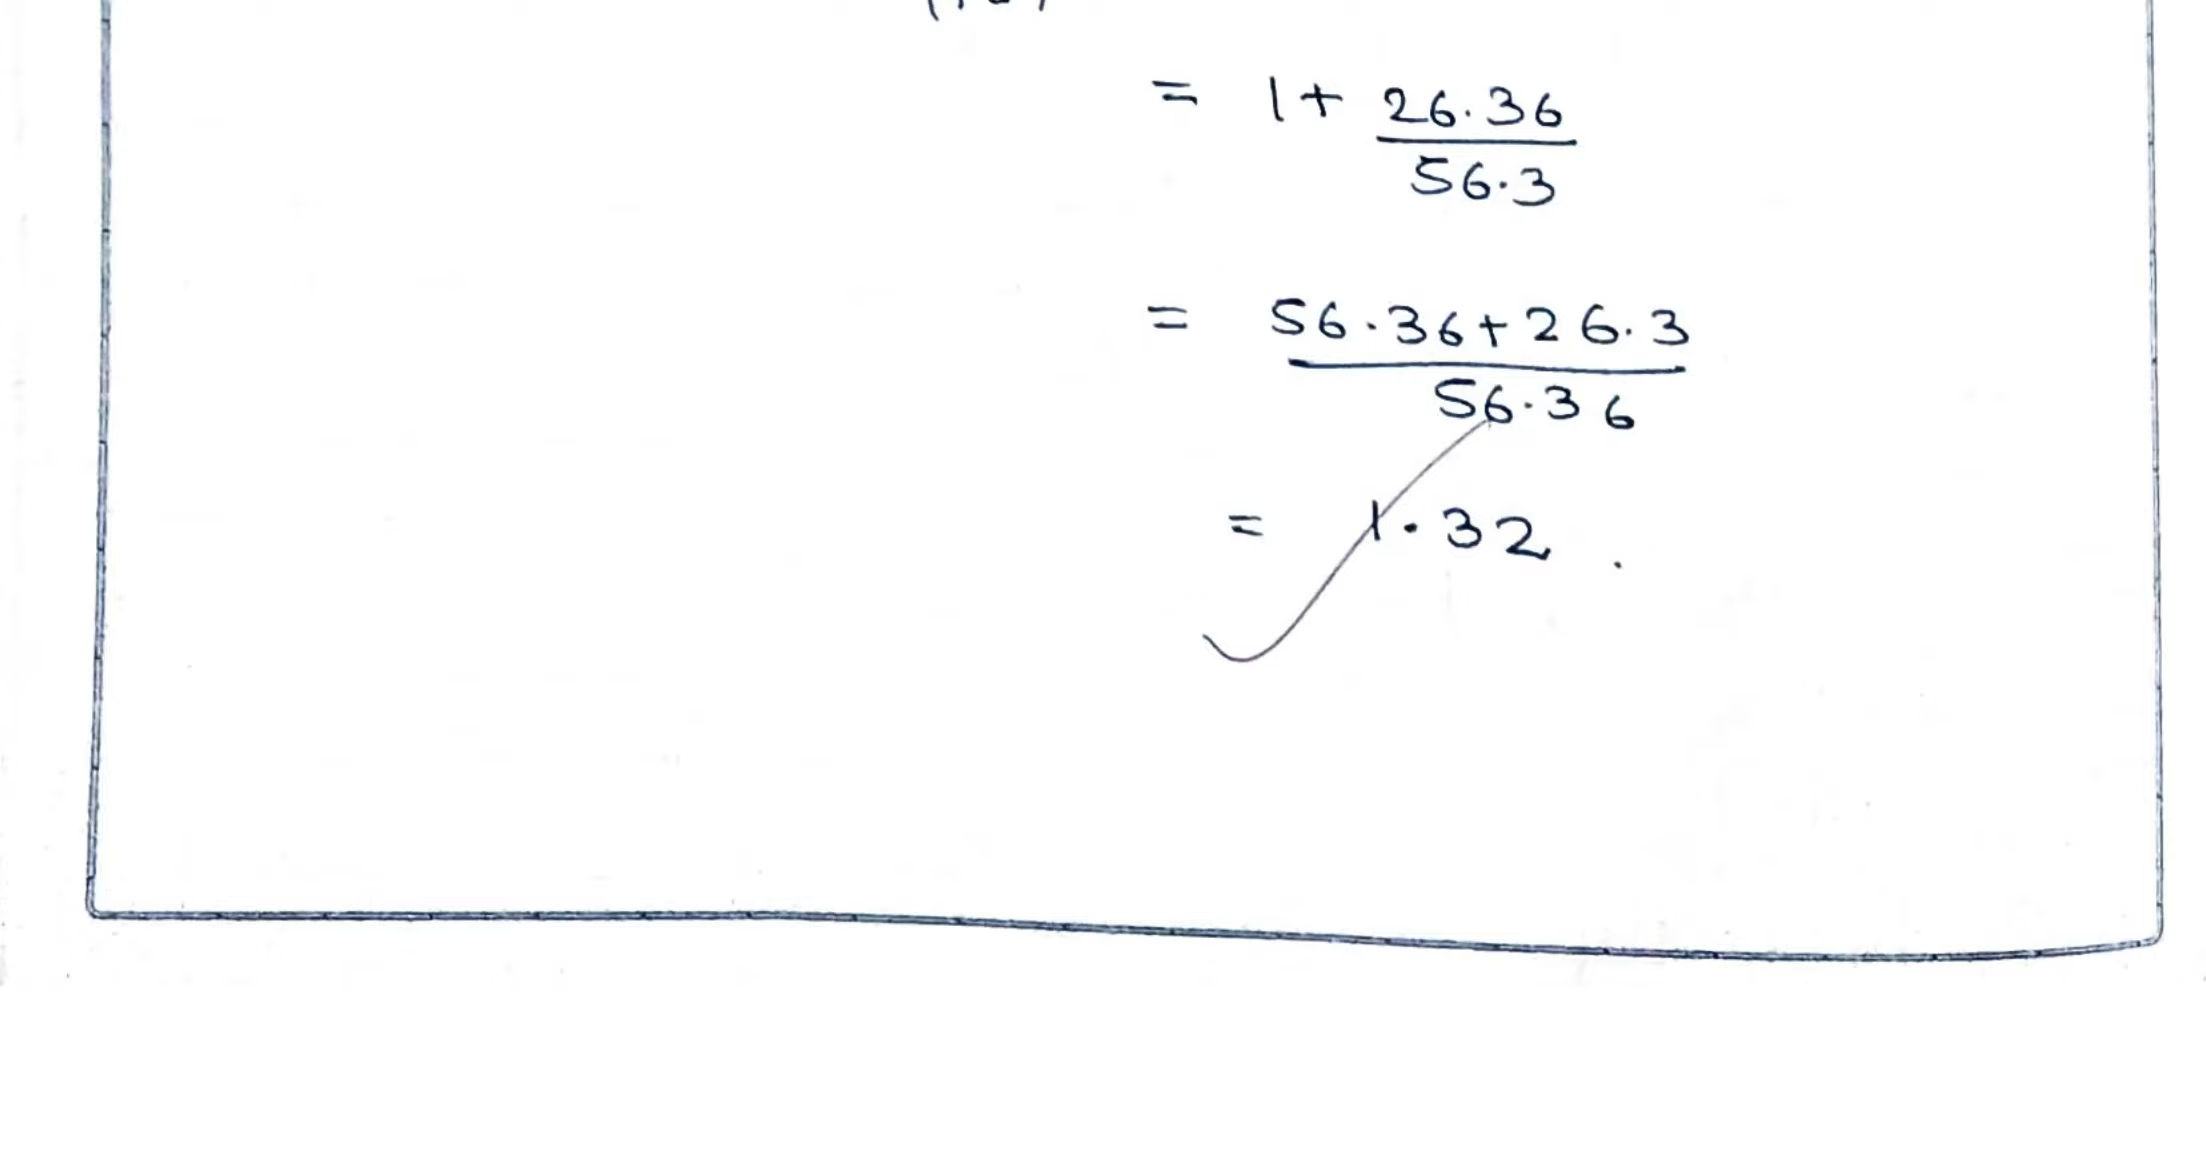 = 1 + 26.36
56.3
= 56.36 + 26.3
56.36
= 1.32 .